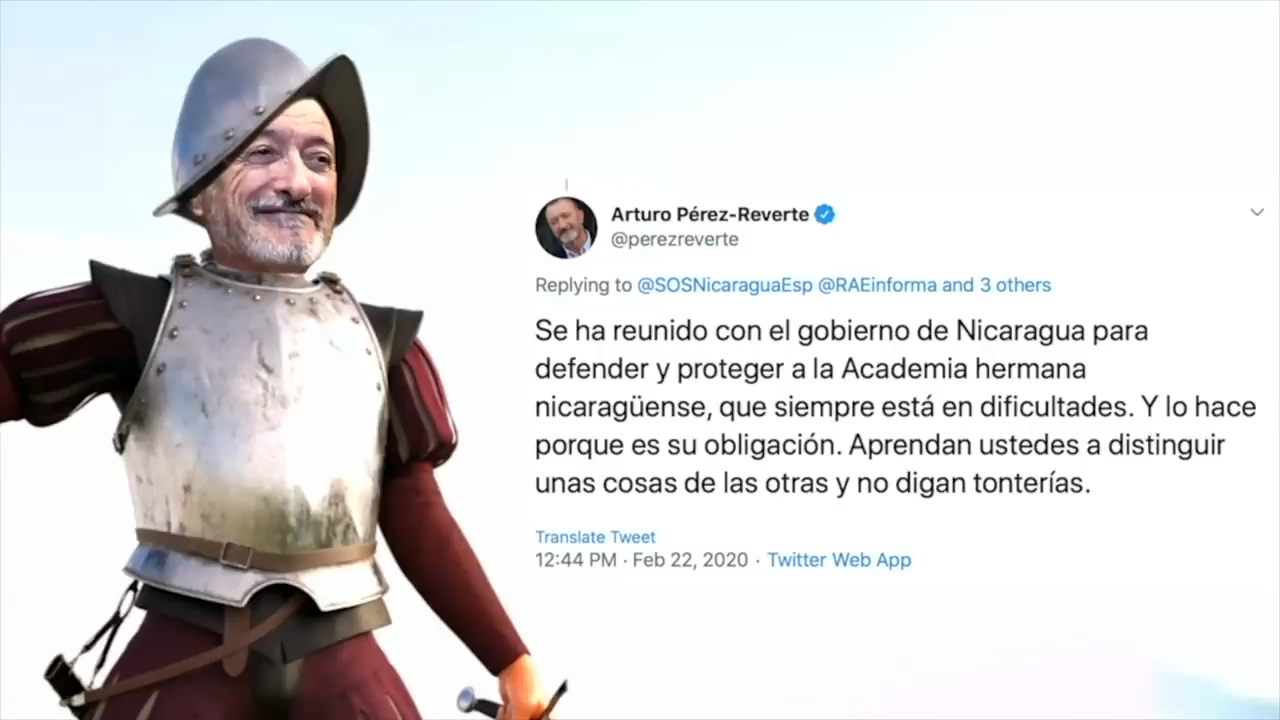 Arturo Pérez-Reverte
@perezreverte
Replying to @SOSNicaraguaEsp @RAEinforma and 3 others
Se ha reunido con el gobierno de Nicaragua para
defender y proteger a la Academia hermana
nicaragüense, que siempre está en dificultades. Y lo hace
porque es su obligación. Aprendan ustedes a distinguir
unas cosas de las otras y no digan tonterías.
Translate Tweet
12:44 PM · Feb 22, 2020 · Twitter Web App